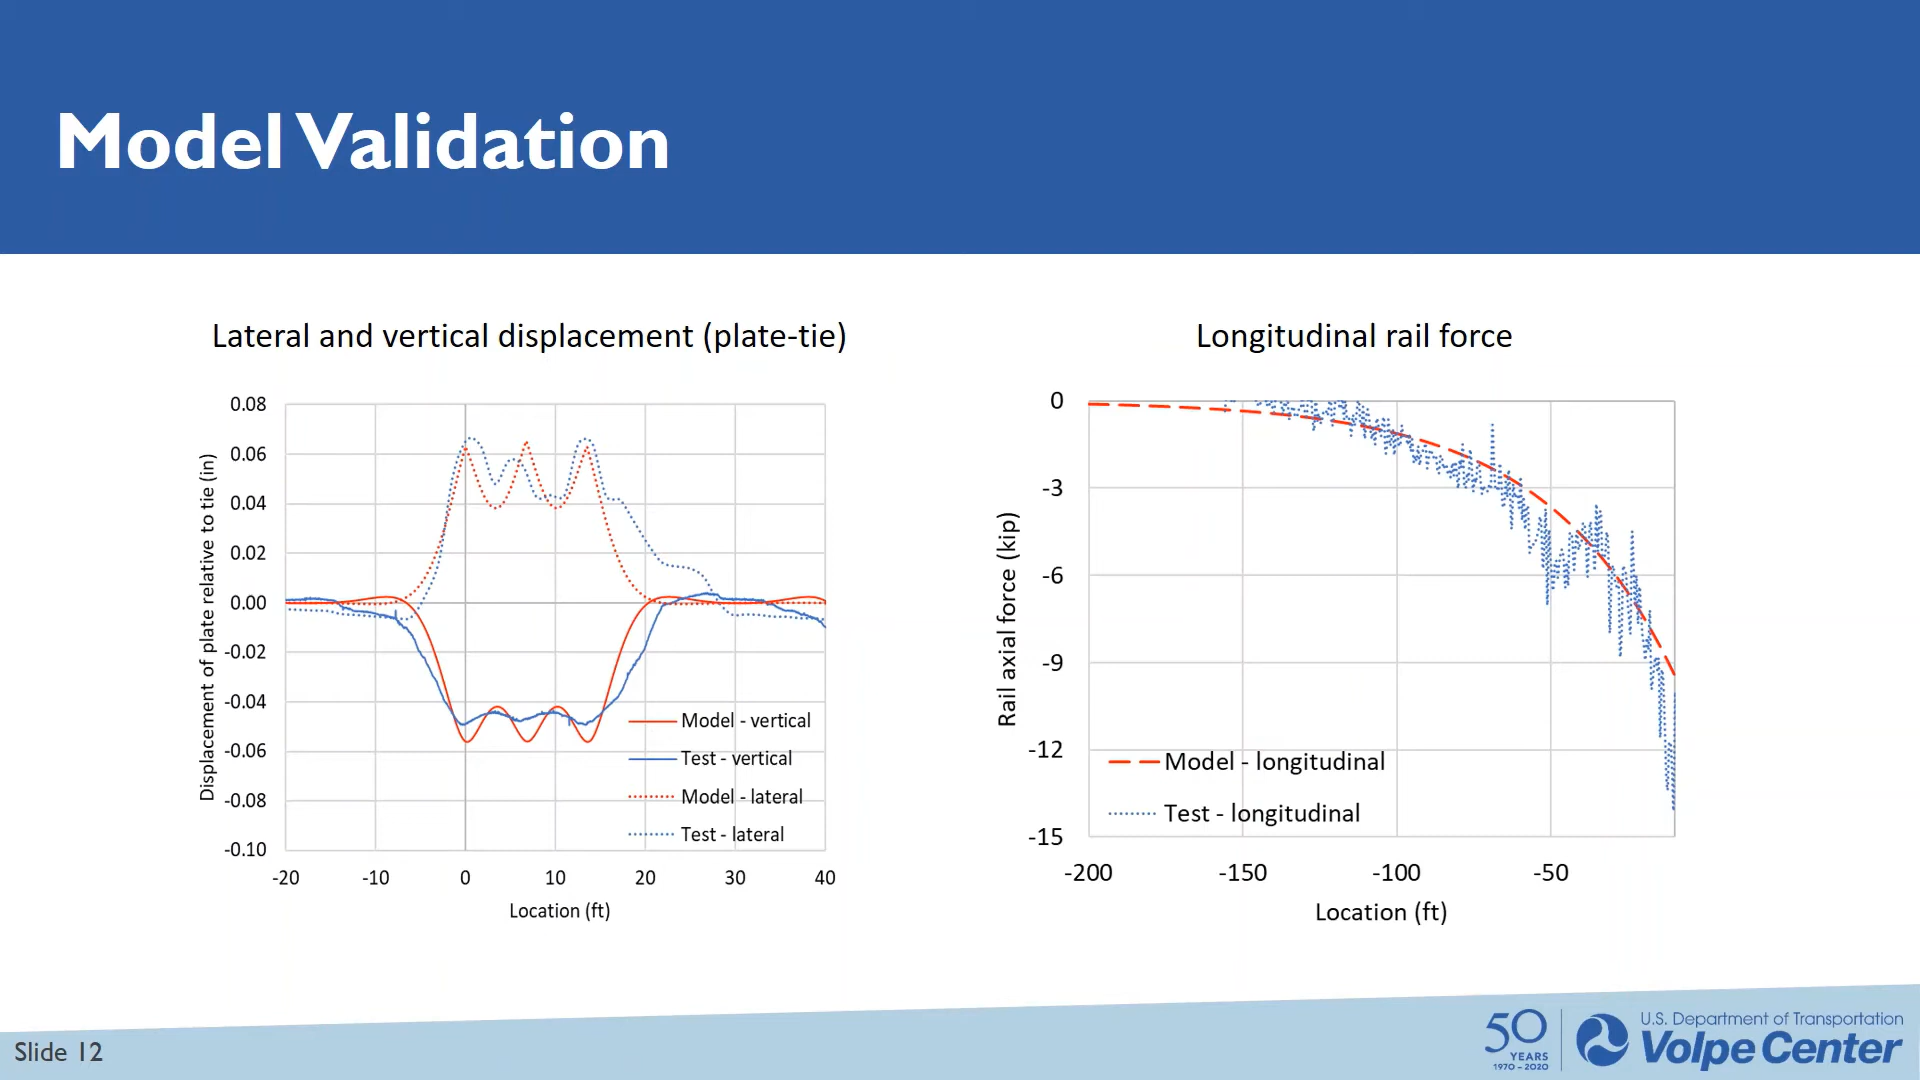 Model Validation
Lateral and vertical displacement (plate-tie)
Displacement of plate relative to tie (in)
0.08
0.06
0.04
0.02
0.00
-0.02
-0.04
-0.06
-0.08
-0.10
-20 -10 0 10 20 30 40
Location (ft)
Model - vertical
Test - vertical
Model - lateral
Test - lateral
Longitudinal rail force
Rail axial force (kip)
0
-3
-6
-9
-12
-15
-200 -150 -100 -50
Location (ft)
Model - longitudinal
Test - longitudinal
Slide 12
50
YEARS
1970 - 2020
U.S. Department of Transportation
Volpe Center